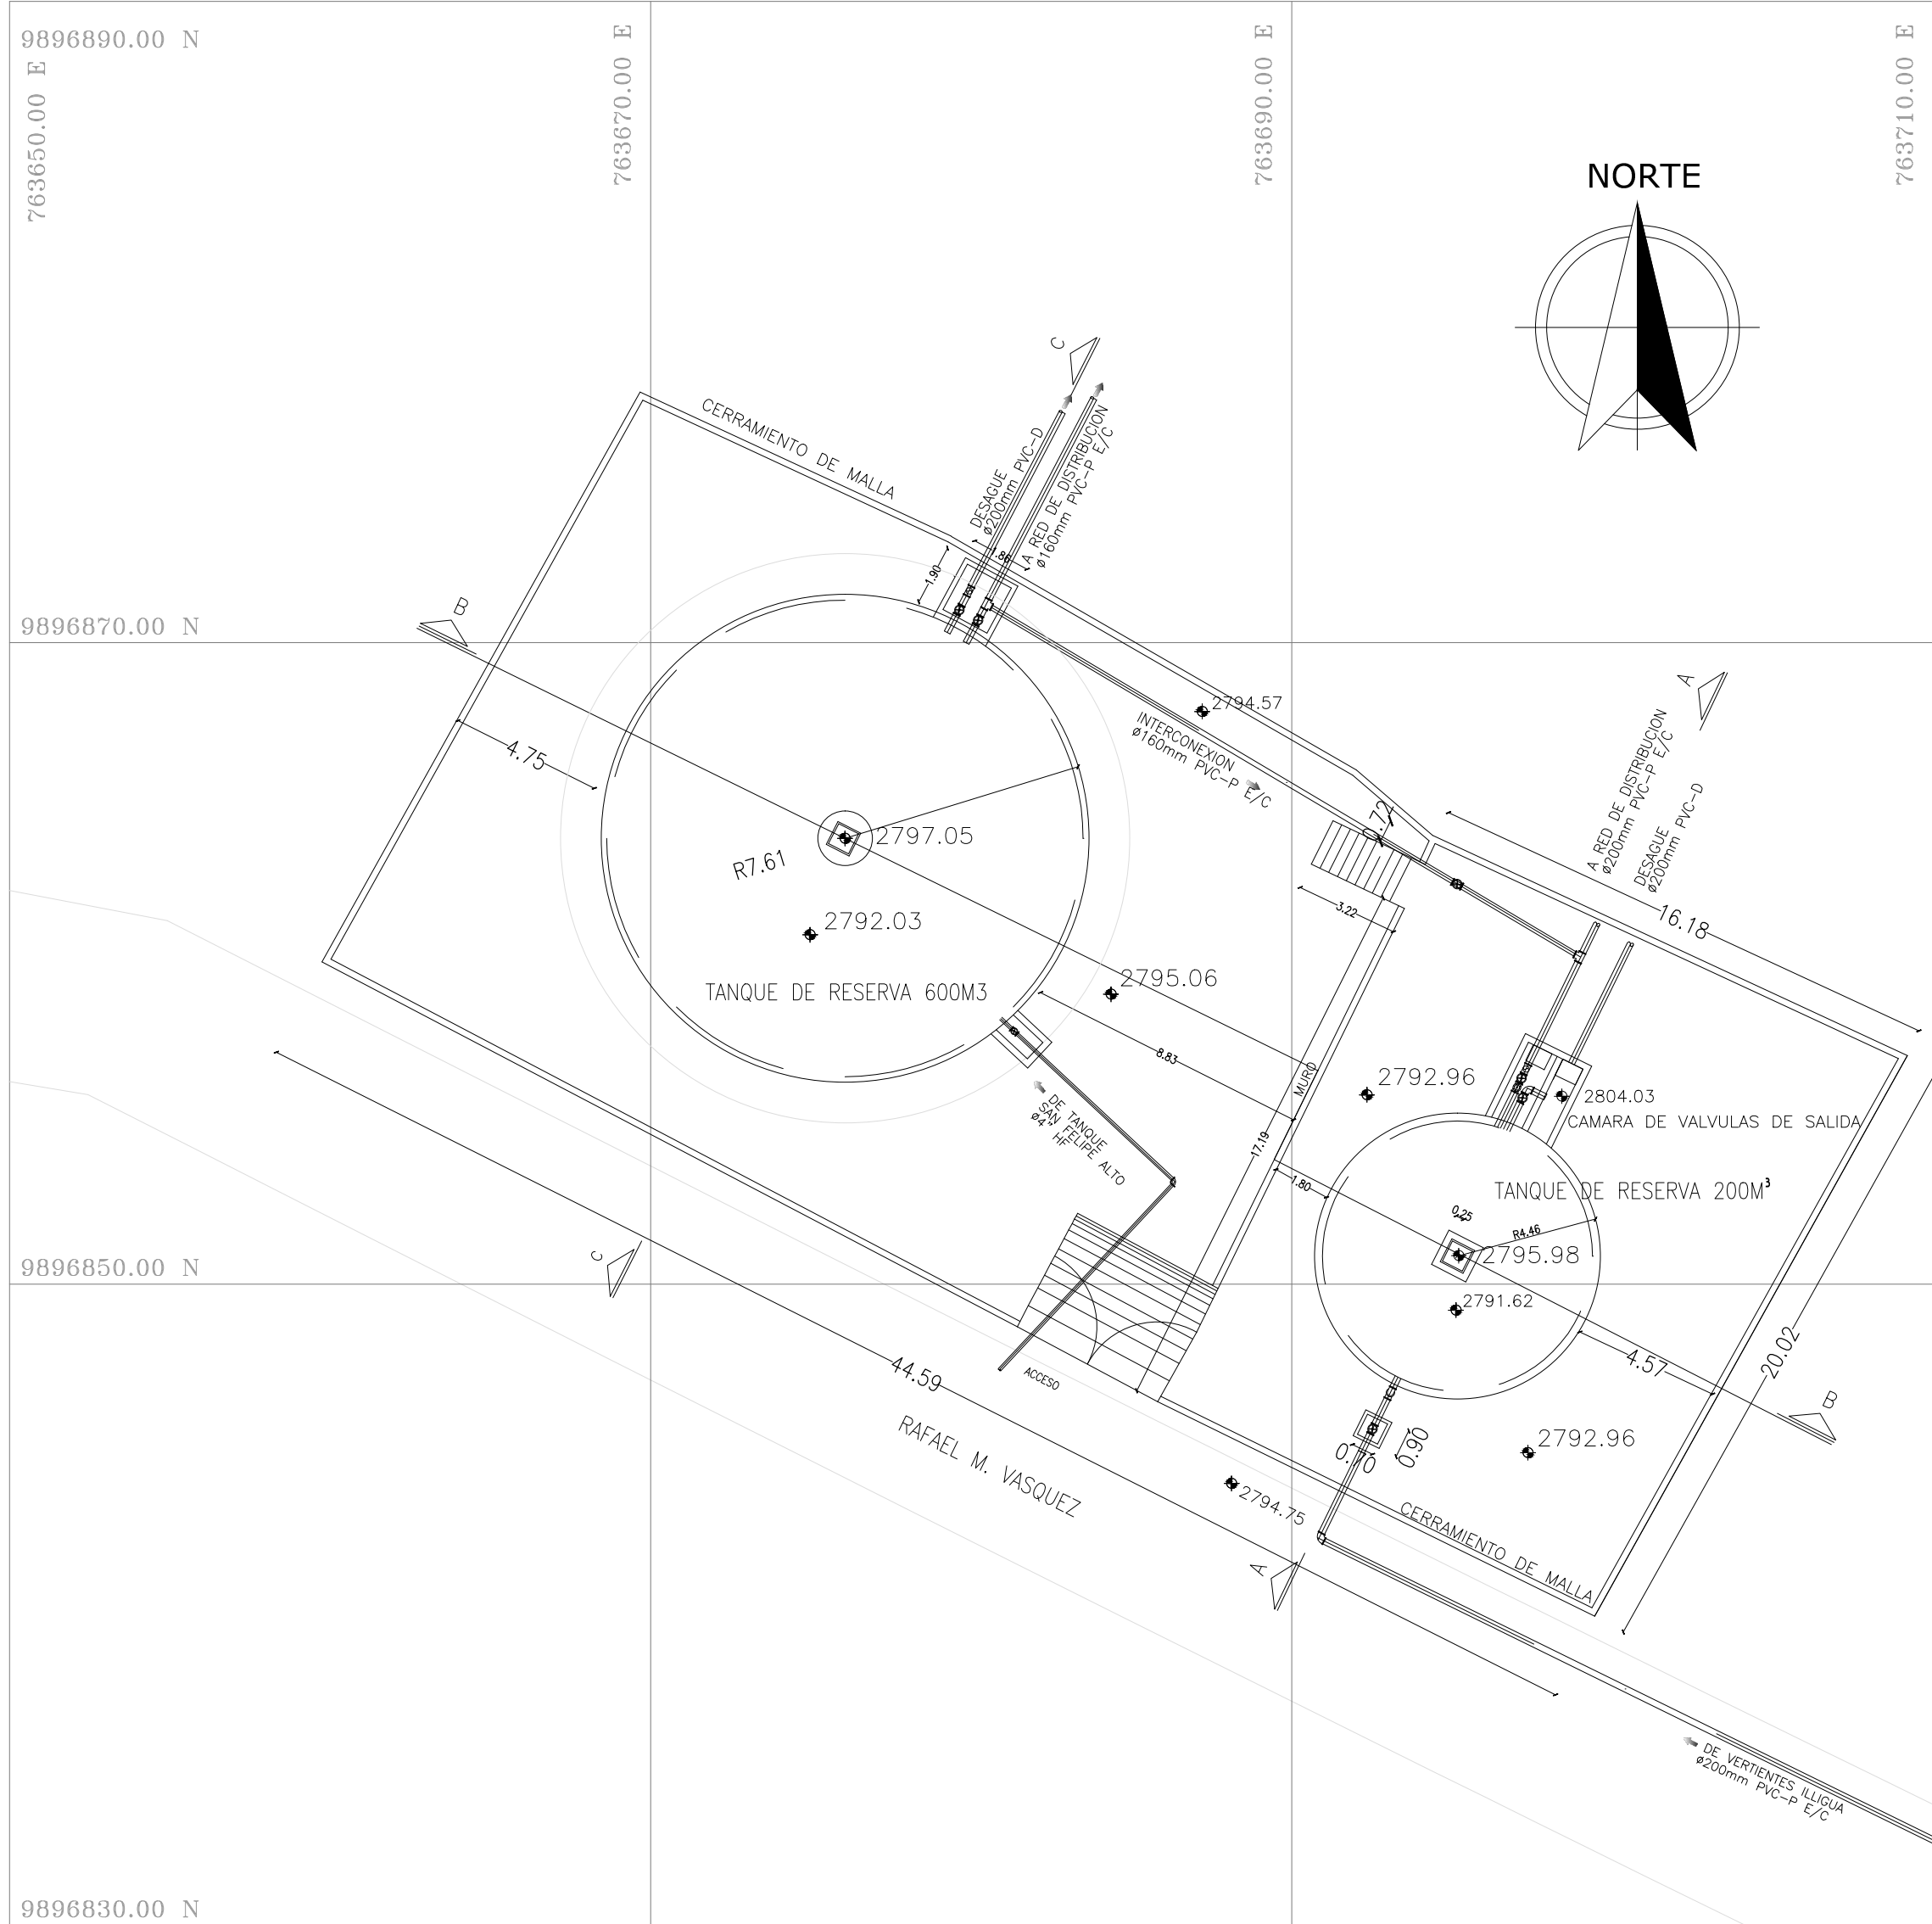 9896890.00 N
763650.00 E
763670.00 E
763690.00 E
763710.00 E
NORTE
C
CERRAMIENTO DE MALLA
DESAGUE
ø200mm PVC-D
A RED DE DISTRIBUCION
ø160mm PVC-P E/C
1.86
1.90
B
9896870.00 N
A
2794.57
INTERCONEXION
ø160mm PVC-P E/C
A RED DE DISTRIBUCION
ø200mm PVC-P E/C
DESAGUE
ø200mm PVC-D
4.75
0.72
2797.05
R7.61
3.22
16.18
2792.03
TANQUE DE RESERVA 600M3
2795.06
8.83
MURO
2792.96
2804.03
CAMARA DE VALVULAS DE SALIDA
DE TANQUE
SAN FELIPE ALTO
ø4" HF
17.19
1.80
TANQUE DE RESERVA 200M³
0.25
R4.46
2795.98
C
9896850.00 N
2791.62
4.57
20.02
44.59
ACCESO
B
RAFAEL M. VASQUEZ
0.70
0.90
2792.96
2794.75
CERRAMIENTO DE MALLA
A
DE VERTIENTES ILLIGUA
ø200mm PVC-P E/C
9896830.00 N